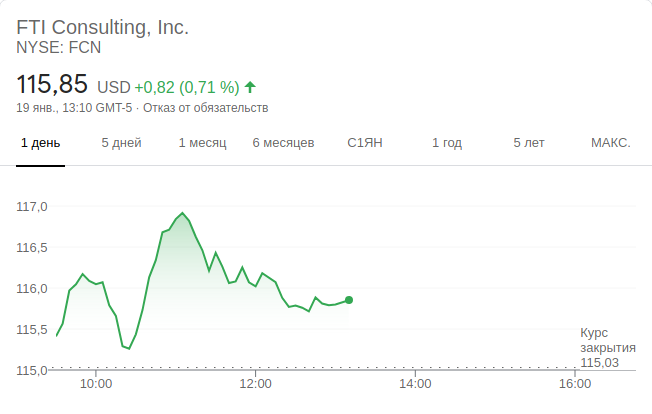 FTI Consulting, Inc.
NYSE: FCN
115,85 USD +0,82 (0,71 %)
19 янв., 13:10 GMT-5 · Отказ от обязательств
1 день 5 дней 1 месяц 6 месяцев С1ЯН 1 год 5 лет МАКС.
117,0
116,5
116,0
115,5
115,0
Курс
закрытия
115,03
10:00 12:00 14:00 16:00